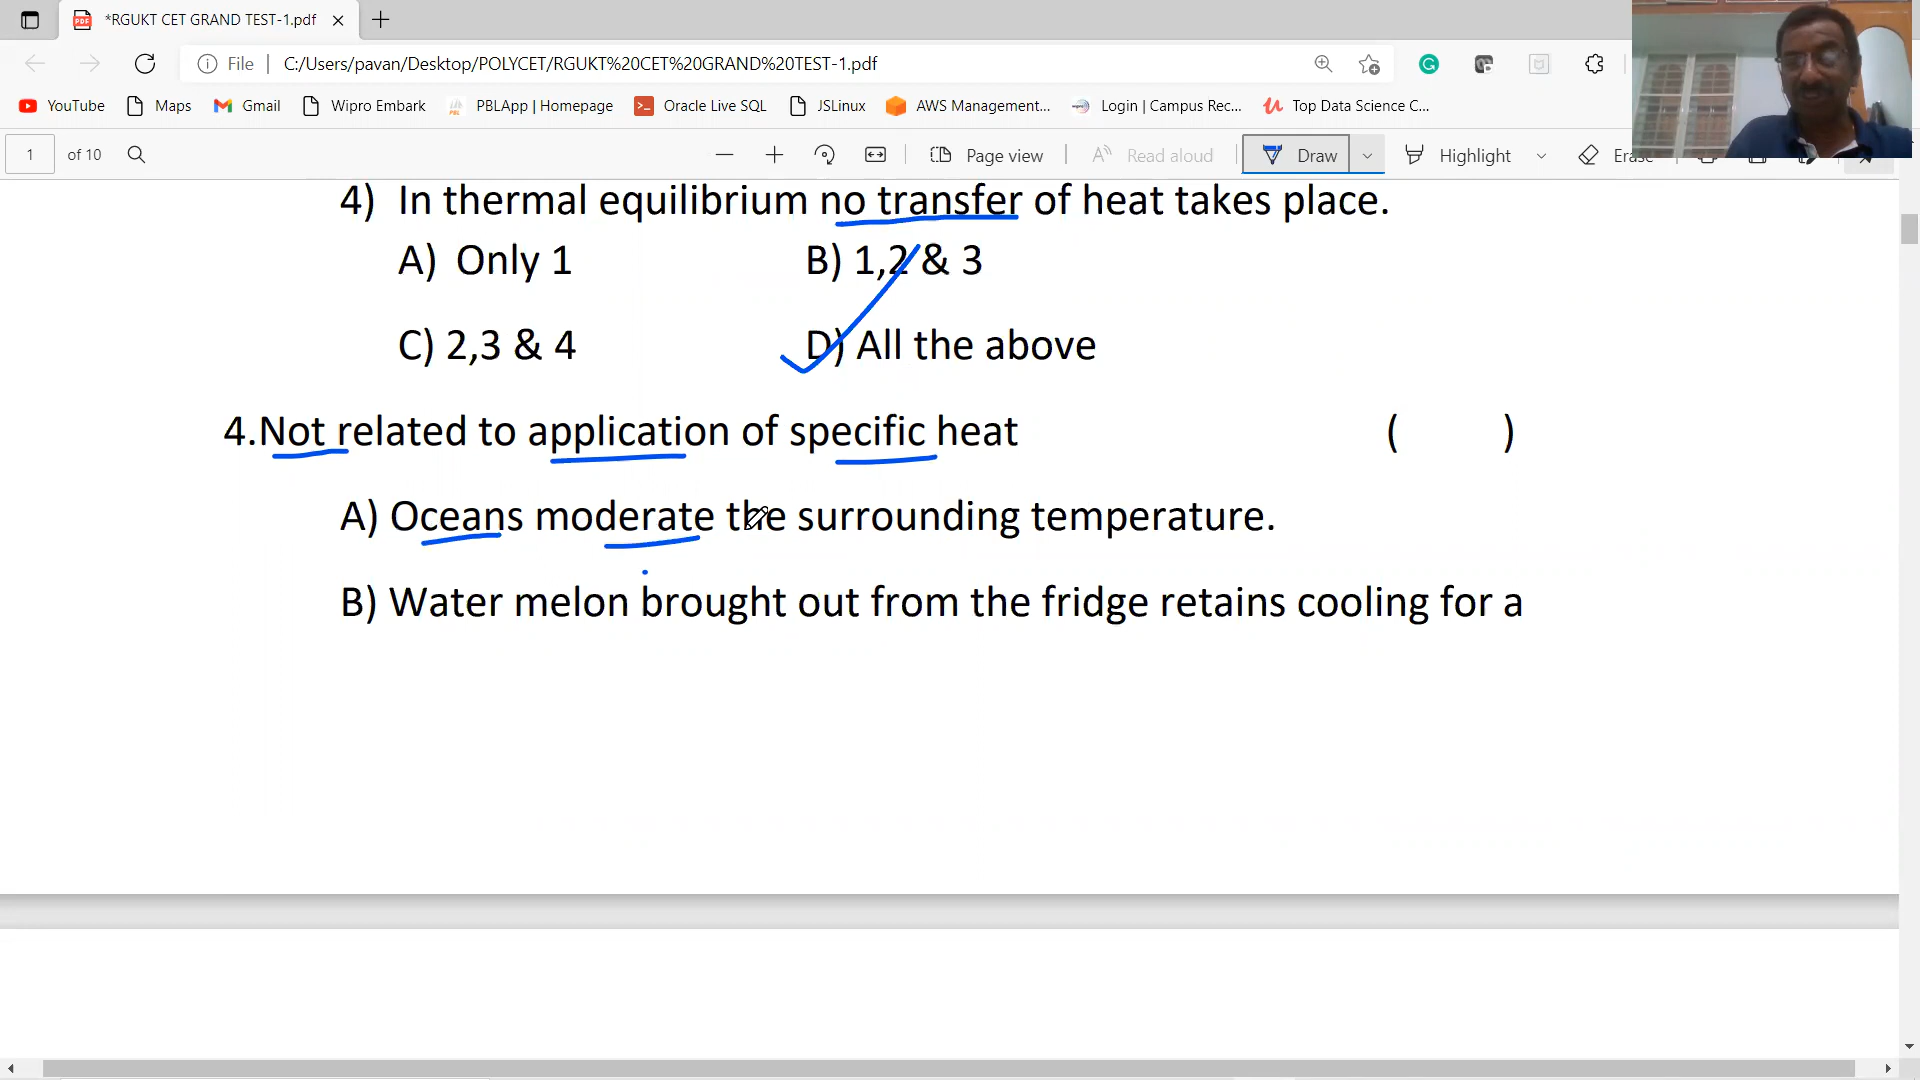 *RGUKT CET GRAND TEST-1.pdf
File
C:/Users/pavan/Desktop/POLYCET/RGUKT%20CET%20GRAND%20TEST-1.pdf
YouTube Maps Gmail Wipro Embark PBLApp | Homepage Oracle Live SQL JSLinux AWS Management... Login | Campus Rec... Top Data Science C...
1 of 10 Page view Read aloud Draw Highlight
4) In thermal equilibrium no transfer of heat takes place.
A) Only 1 B) 1,2 & 3
C) 2,3 & 4 D) All the above
4.Not related to application of specific heat ( )
A) Oceans moderate the surrounding temperature.
B) Water melon brought out from the fridge retains cooling for a